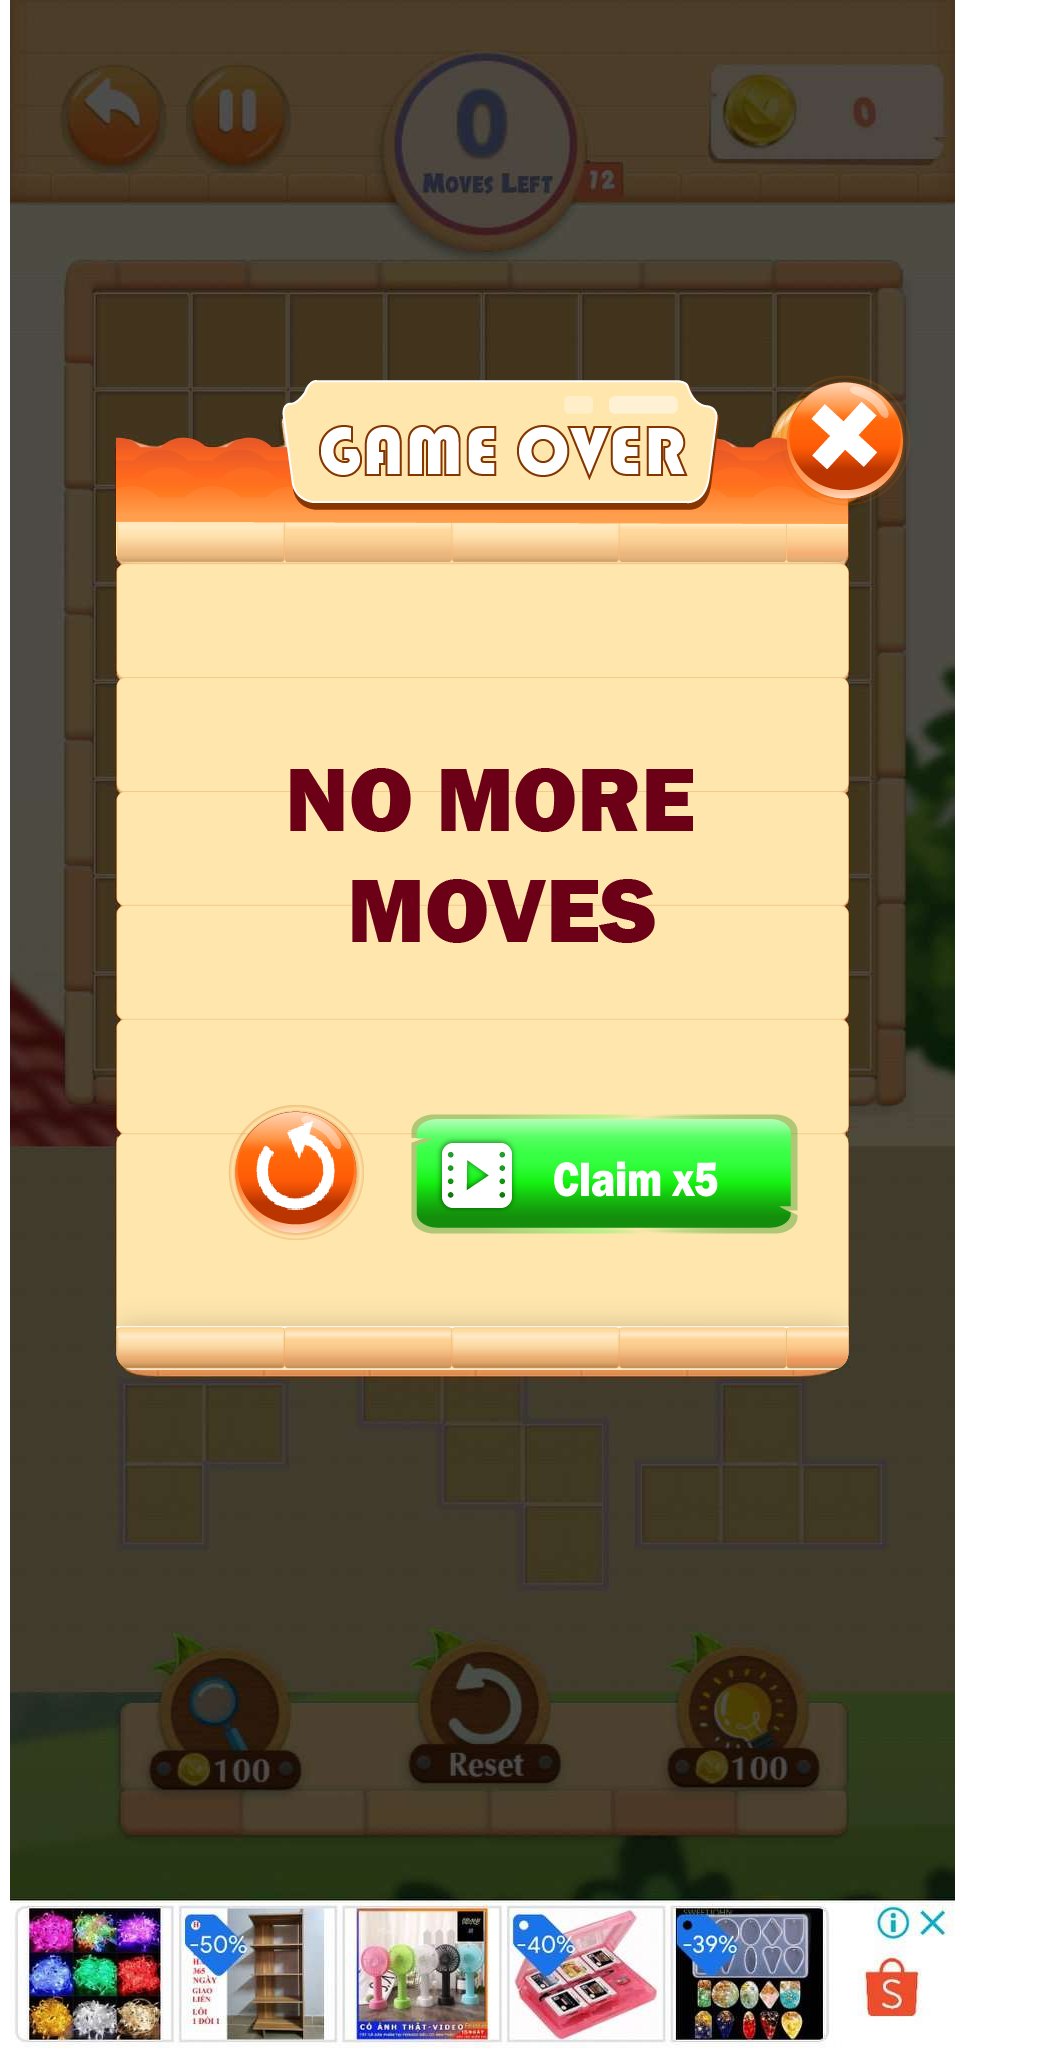 0
MOVES LEFT
12
0
GAME OVER
NO MORE
MOVES
Claim x5
100
Reset
100
-50%
365
NGÀY
GIAO
LIỀN
LỖI
1 ĐỔI 1
CÓ ẢNH THẬT-VIDEO
-40%
-39%
S